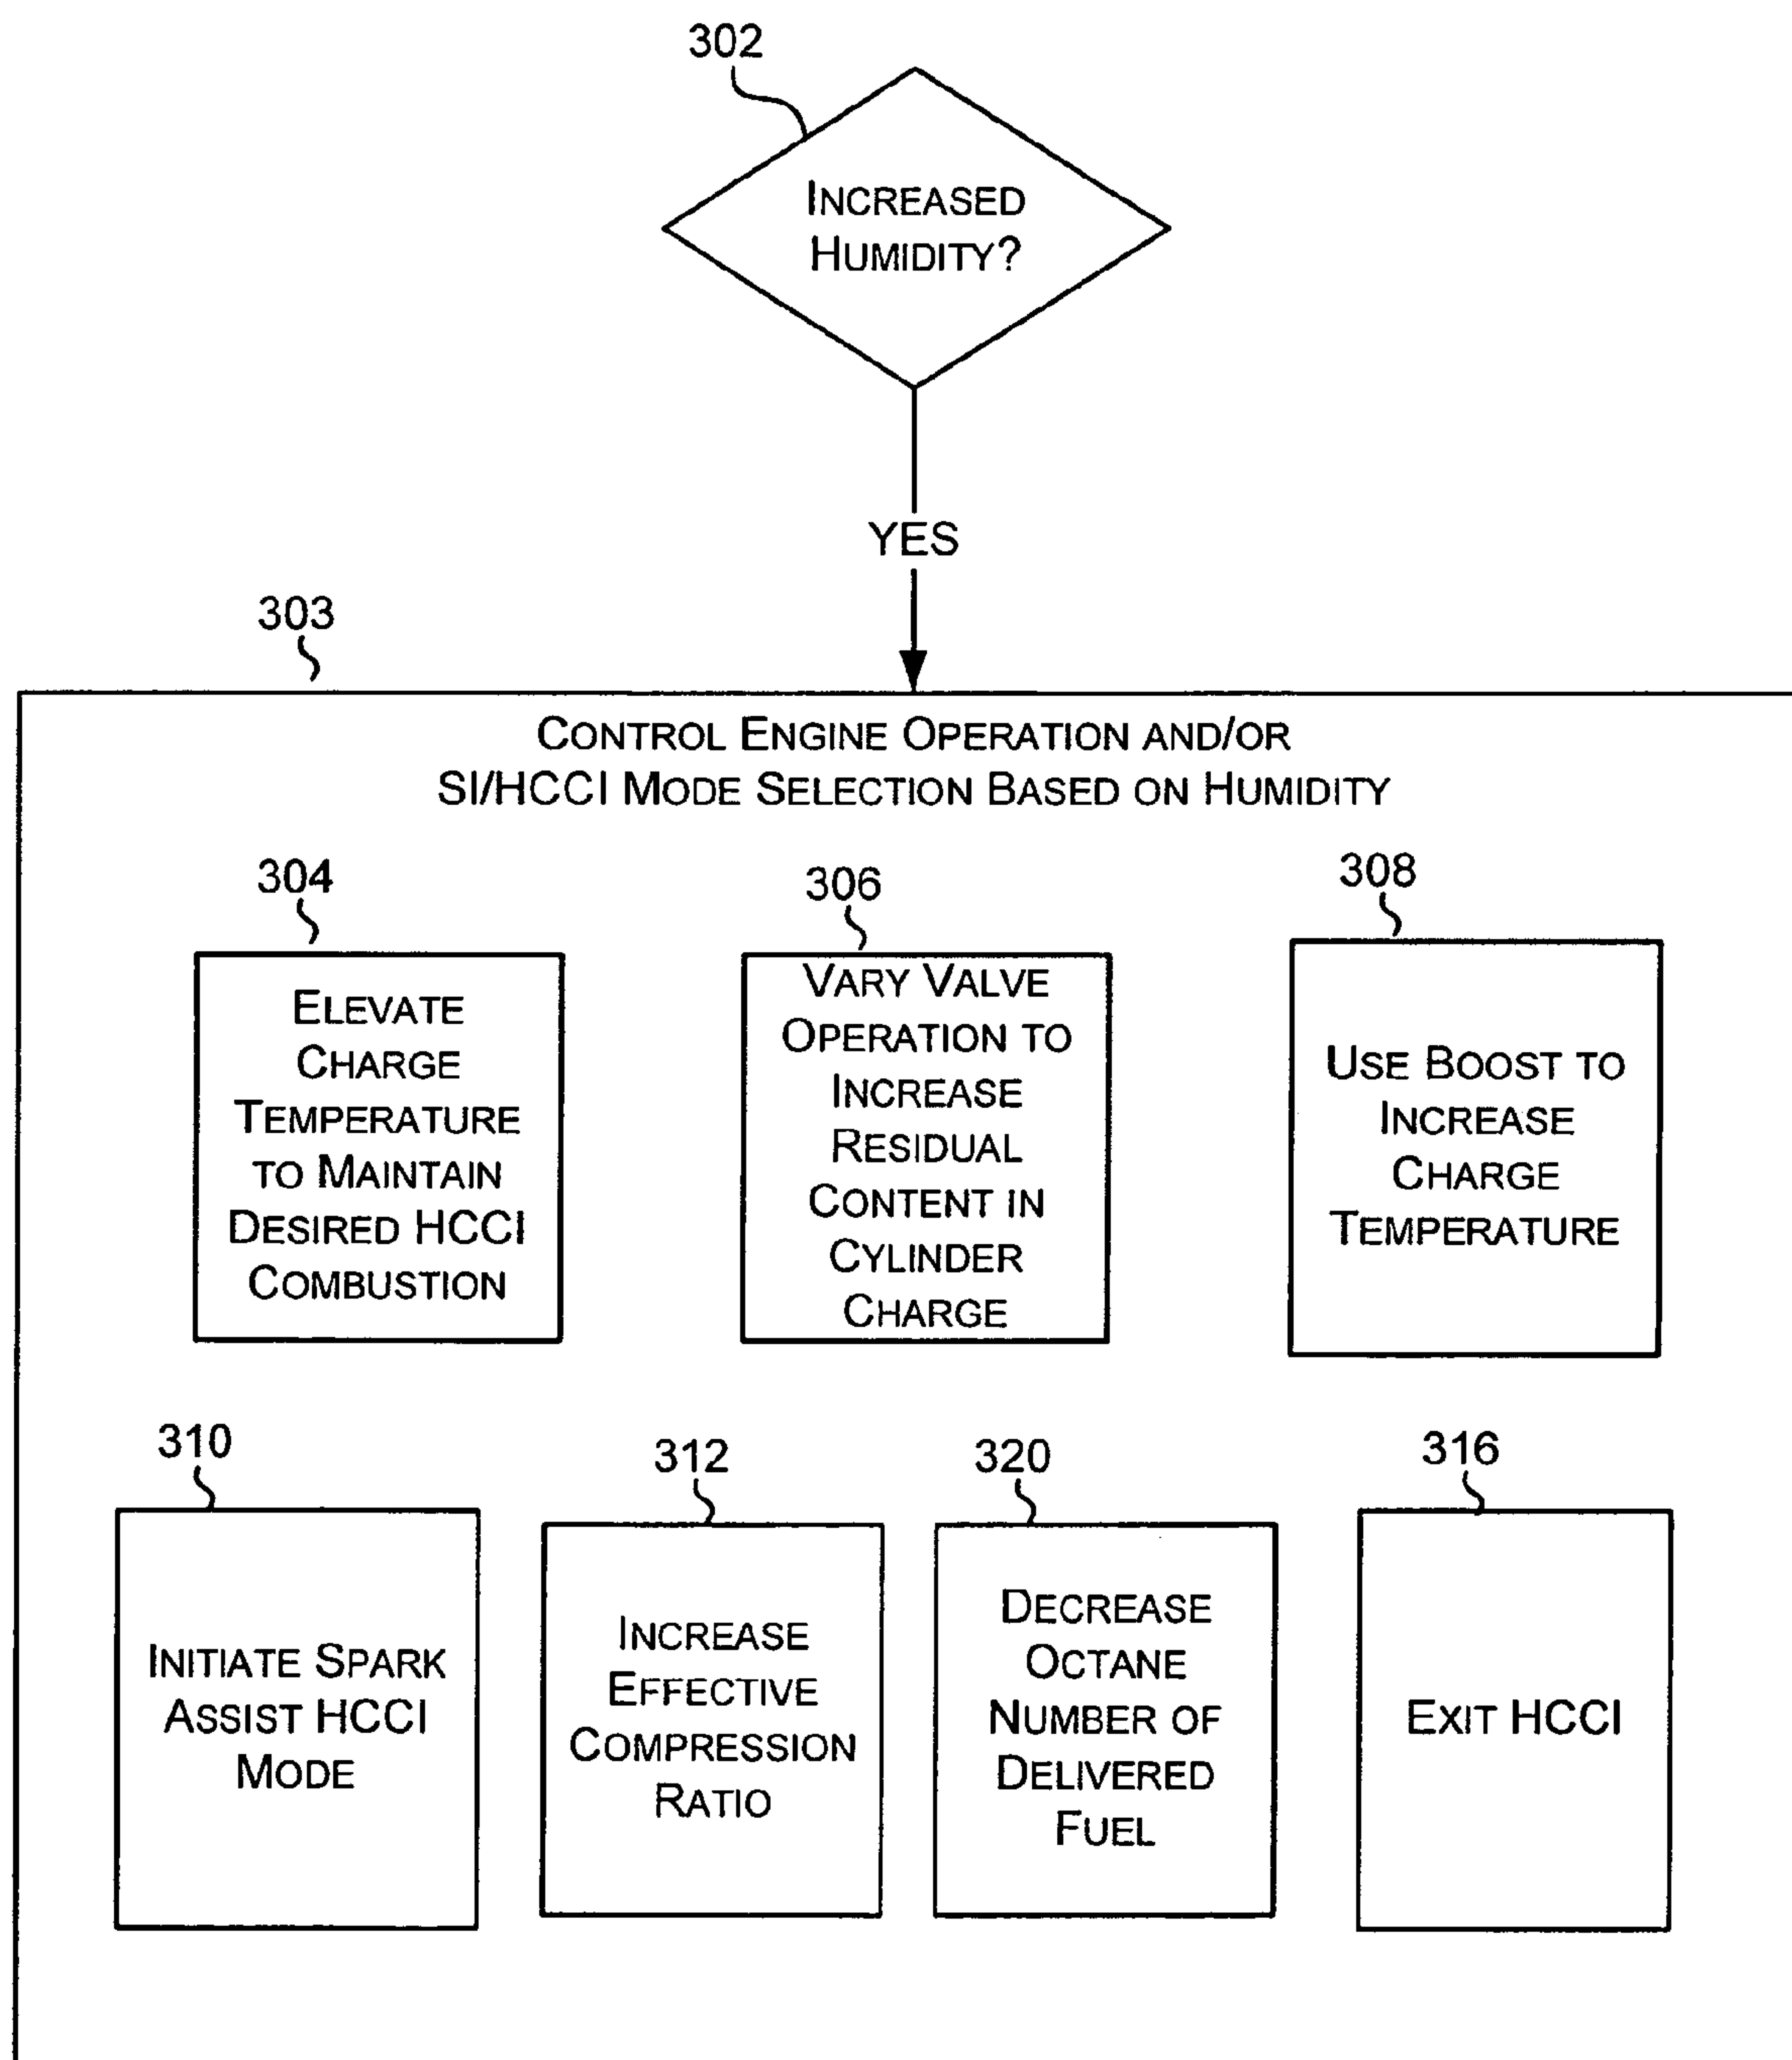 302
INCREASED
HUMIDITY?
YES
303
CONTROL ENGINE OPERATION AND/OR
SI/HCCI MODE SELECTION BASED ON HUMIDITY
304
ELEVATE
CHARGE
TEMPERATURE
TO MAINTAIN
DESIRED HCCI
COMBUSTION
306
VARY VALVE
OPERATION TO
INCREASE
RESIDUAL
CONTENT IN
CYLINDER
CHARGE
308
USE BOOST TO
INCREASE
CHARGE
TEMPERATURE
310
INITIATE SPARK
ASSIST HCCI
MODE
312
INCREASE
EFFECTIVE
COMPRESSION
RATIO
320
DECREASE
OCTANE
NUMBER OF
DELIVERED
FUEL
316
EXIT HCCI